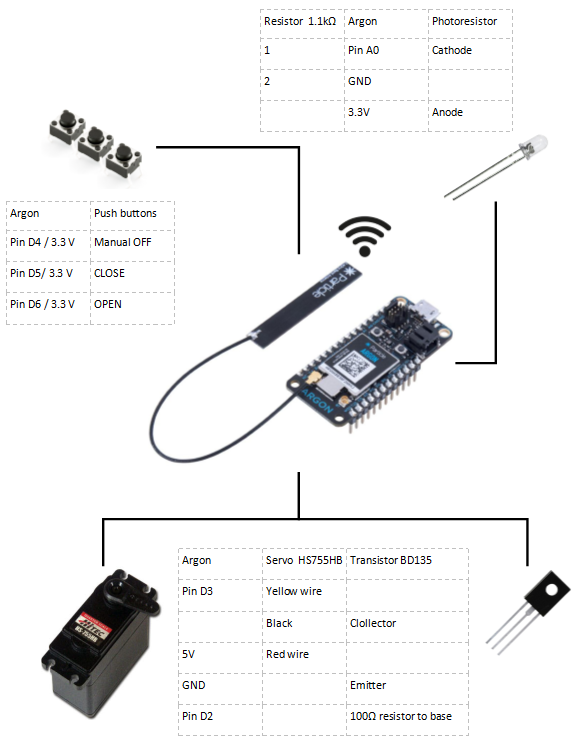 Resistor 1.1kΩ Argon Photoresistor
1 Pin A0 Cathode
2 GND
3.3V Anode
Argon Push buttons
Pin D4 / 3.3 V Manual OFF
Pin D5/ 3.3 V CLOSE
Pin D6 / 3.3 V OPEN
Particle
ARGON
Argon Servo HS755HB Transistor BD135
Pin D3 Yellow wire
Black Clollector
5V Red wire
GND Emitter
Pin D2 100Ω resistor to base
HiTEC
HS-755HB